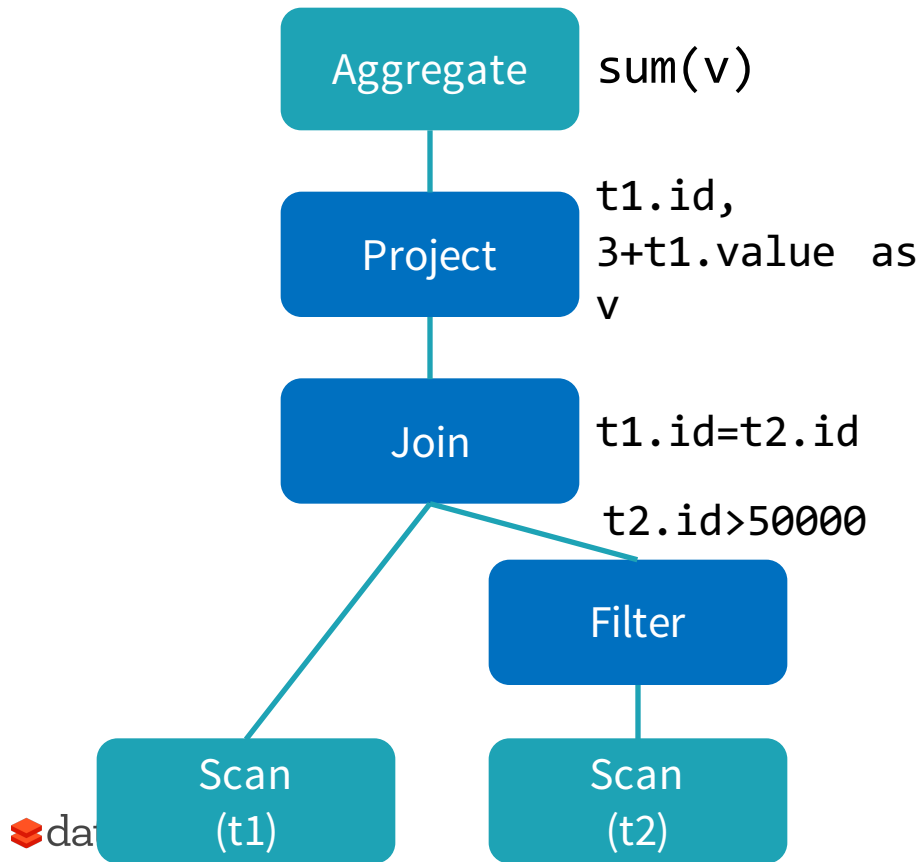 Aggregate
sum(v)
t1.id,
3+t1.value as
v
Project
Join
t1.id=t2.id
t2.id>50000
Filter
Scan
(t1)
Scan
(t2)